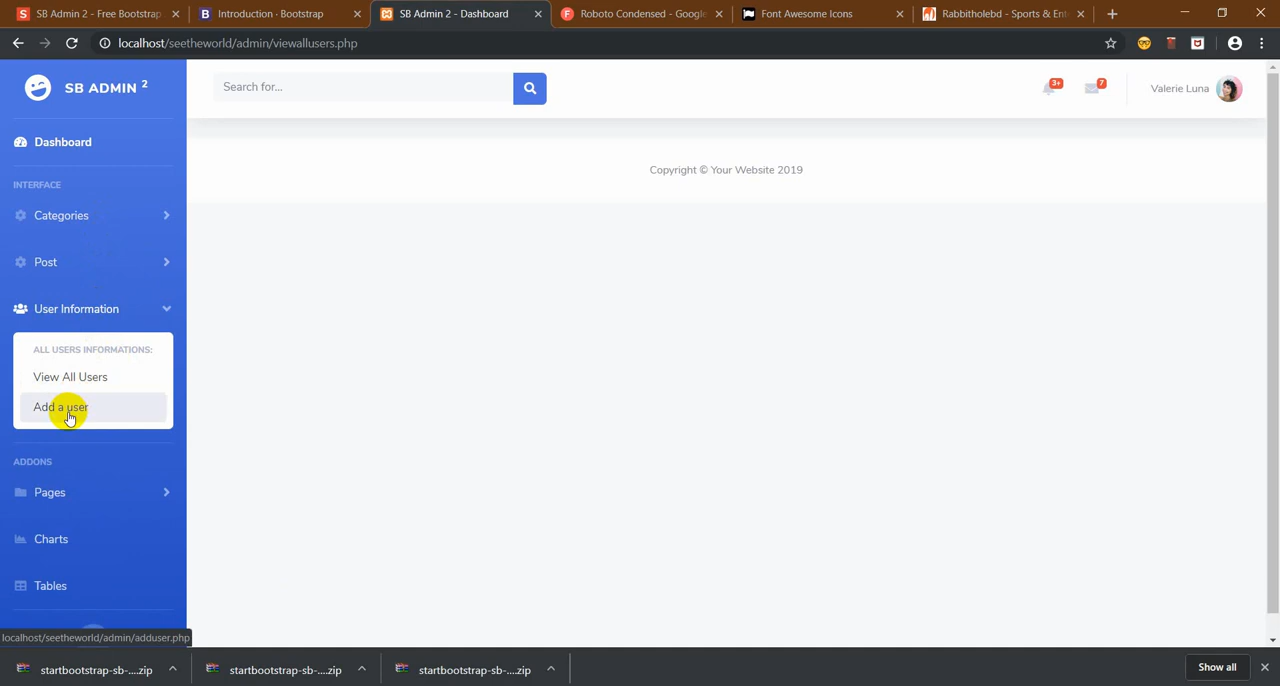 SB Admin 2 - Free Bootstrap
Introduction · Bootstrap
SB Admin 2 - Dashboard
Roboto Condensed - Google
Font Awesome Icons
Rabbitholebd - Sports & Ent
localhost/seetheworld/admin/viewallusers.php
SB ADMIN 2
Search for...
3+
7
Valerie Luna
Dashboard
Copyright © Your Website 2019
INTERFACE
Categories
Post
User Information
ALL USERS INFORMATIONS:
View All Users
Add a user
ADDONS
Pages
Charts
Tables
localhost/seetheworld/admin/adduser.php
startbootstrap-sb-....zip
startbootstrap-sb-....zip
startbootstrap-sb-....zip
Show all